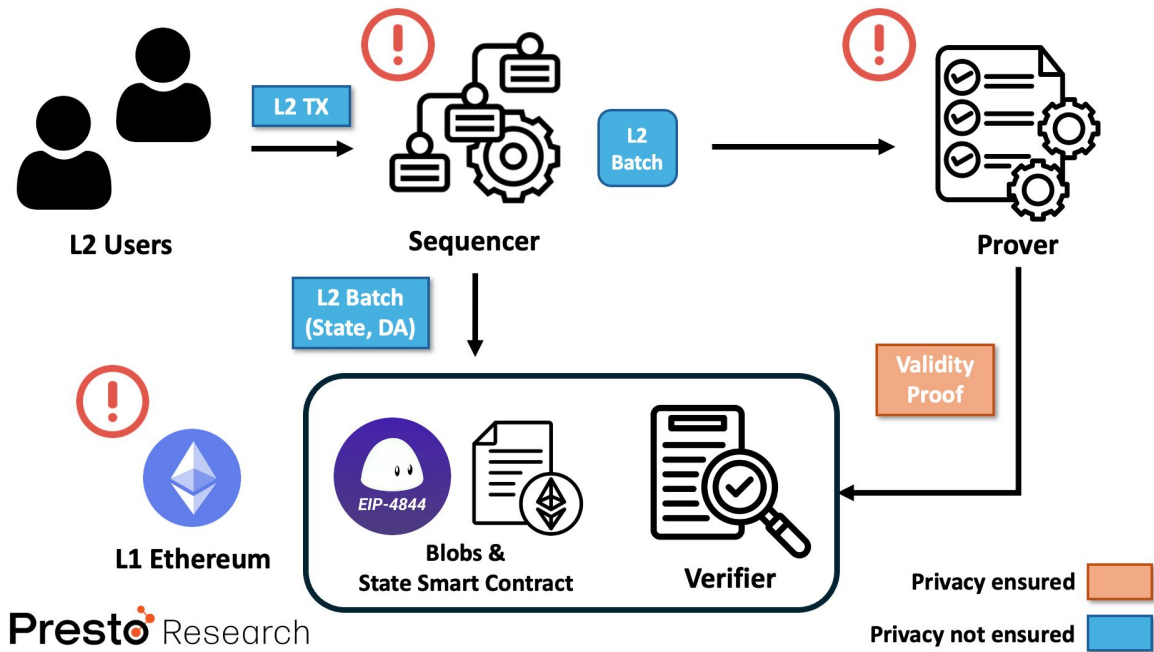 L2 TX
L2
Batch
L2 Users
Sequencer
Prover
L2 Batch
(State, DA)
Validity
Proof
EIP-4844
L1 Ethereum
Blobs &
State Smart Contract
Verifier
Privacy ensured
Privacy not ensured
Presto Research